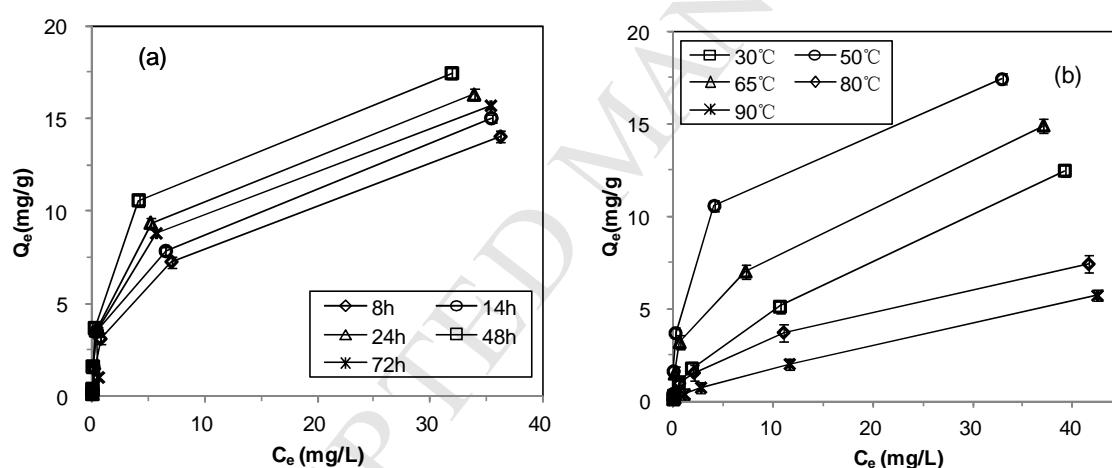 (a)
20
15
10
5
0
Qe(mg/g)
0 10 20 30 40
Ce (mg/L)
8h 14h
24h 48h
72h
(b)
20
15
10
5
0
Qe(mg/g
0 10 20 30 40
Ce (mg/L)
30℃ 50℃
65℃ 80℃
90℃
PTED MAN